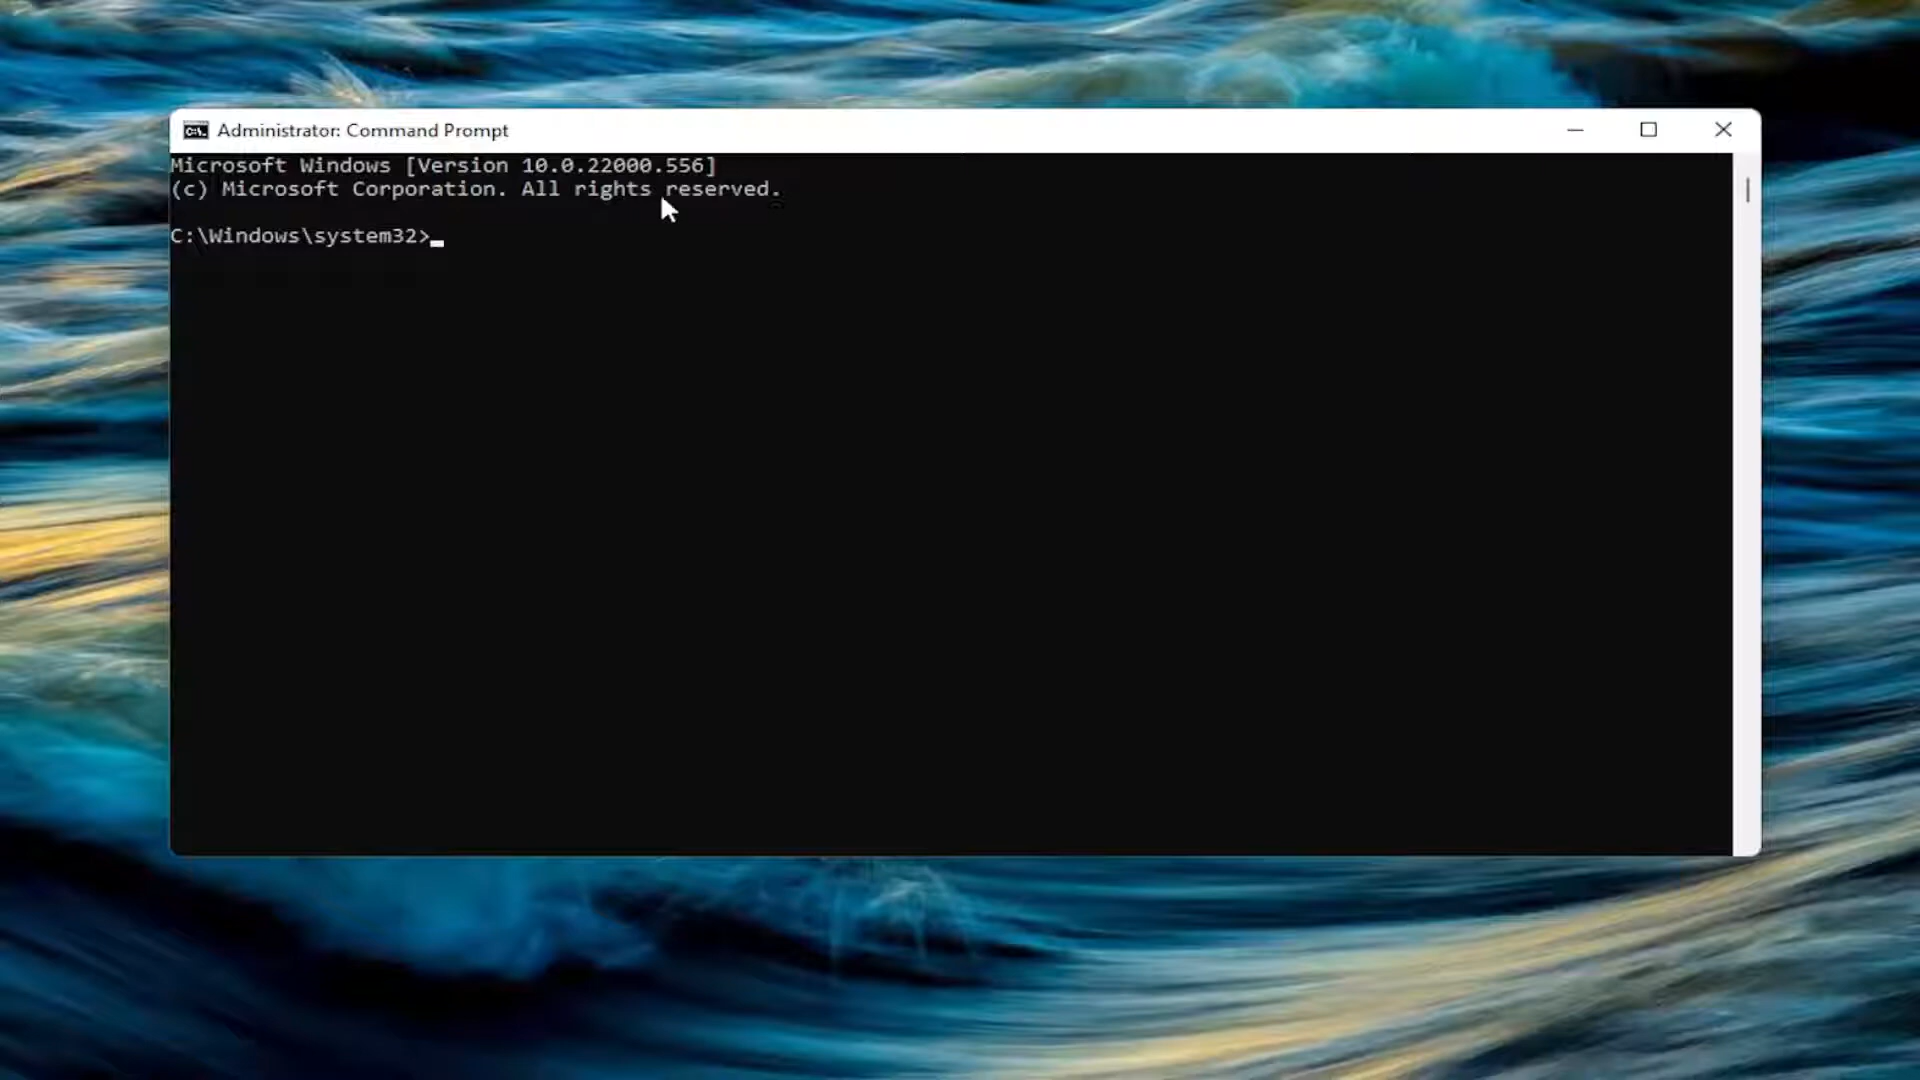 Administrator: Command Prompt
Microsoft Windows [Version 10.0.22000.556]
(c) Microsoft Corporation. All rights reserved.
C:\Windows\system32>